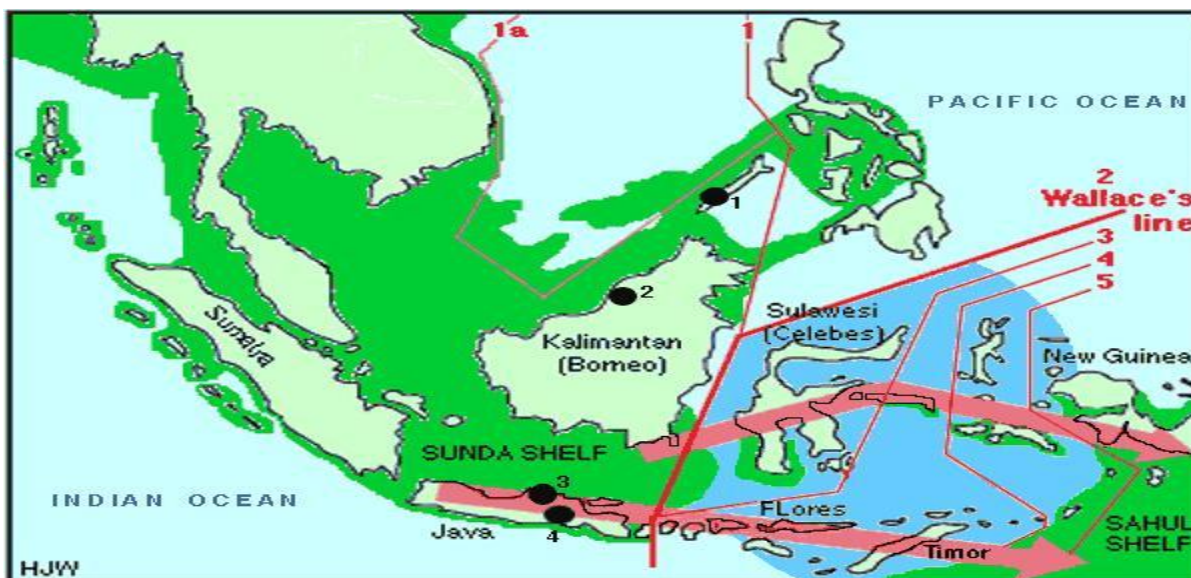 1a
1
PACIFIC OCEAN
2
Wallace's
line
3
4
5
1
2
Sulawesi
(Celebes)
Sumatra
Kalimantan
(Borneo)
New Guinea
SUNDA SHELF
INDIAN OCEAN
3
4
Java
FLores
Timor
SAHUL
SHELF
HJW